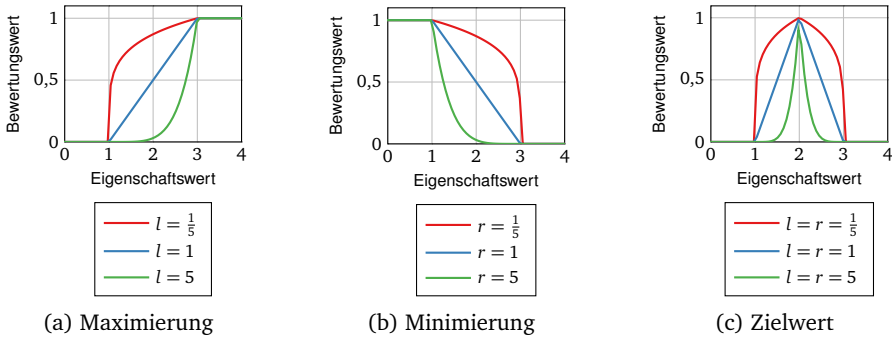 Bewertungswert
1
0,5
0
0 1 2 3 4
Eigenschaftswert
l = 1/5
l = 1
l = 5
(a) Maximierung
Bewertungswert
1
0,5
0
0 1 2 3 4
Eigenschaftswert
r = 1/5
r = 1
r = 5
(b) Minimierung
Bewertungswert
1
0,5
0
0 1 2 3 4
Eigenschaftswert
l = r = 1/5
l = r = 1
l = r = 5
(c) Zielwert